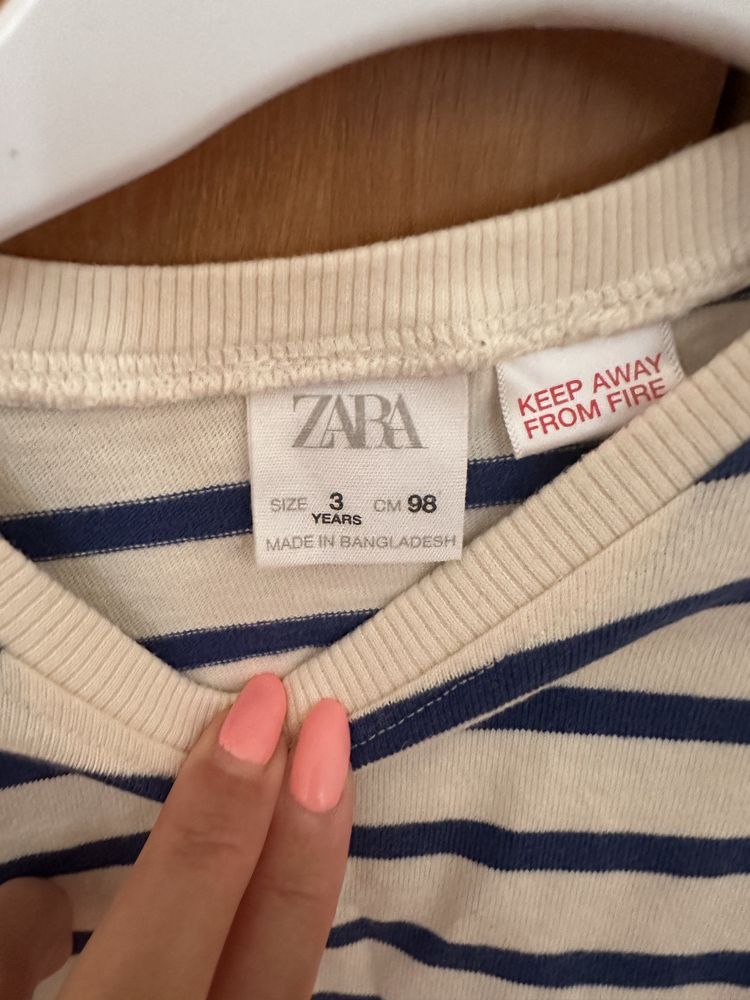 ZARA
SIZE 3 YEARS CM 98
MADE IN BANGLADESH
KEEP AWAY
FROM FIRE